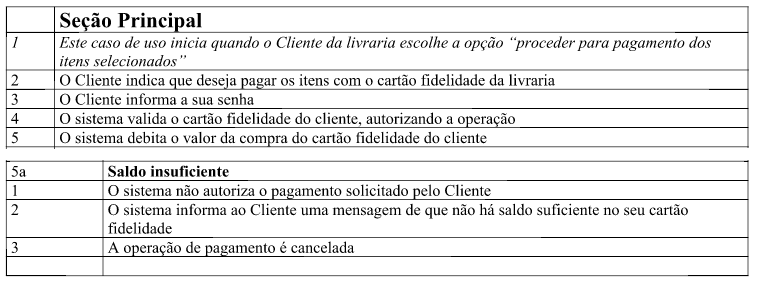 Seção Principal
1 Este caso de uso inicia quando o Cliente da livraria escolhe a opção “proceder para pagamento dos
itens selecionados”
2 O Cliente indica que deseja pagar os itens com o cartão fidelidade da livraria
3 O Cliente informa a sua senha
4 O sistema valida o cartão fidelidade do cliente, autorizando a operação
5 O sistema debita o valor da compra do cartão fidelidade do cliente
5a Saldo insuficiente
1 O sistema não autoriza o pagamento solicitado pelo Cliente
2 O sistema informa ao Cliente uma mensagem de que não há saldo suficiente no seu cartão
fidelidade
3 A operação de pagamento é cancelada